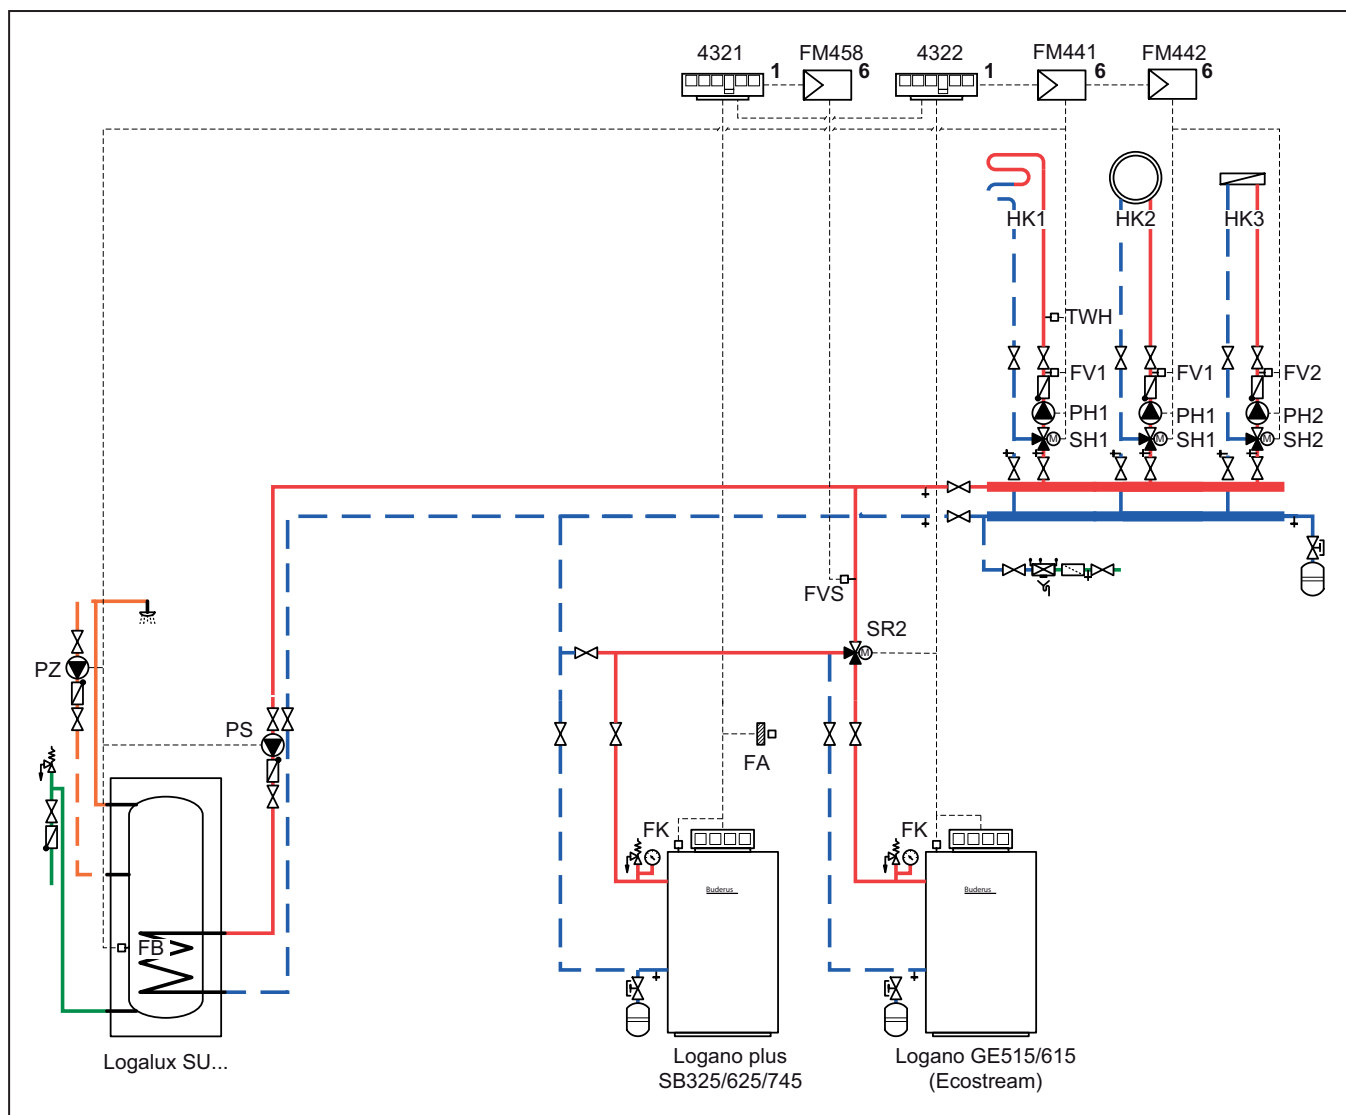 4321
FM458
4322
FM441
FM442
1
6
1
6
6
HK1
HK2
HK3
TWH
FV1
FV1
FV2
PH1
PH1
PH2
M
SH1
M
SH1
M
SH2
FVS
SR2
M
PZ
PS
FA
FK
FK
Buderus
Buderus
FB
Logalux SU...
Logano plus
SB325/625/745
Logano GE515/615
(Ecostream)